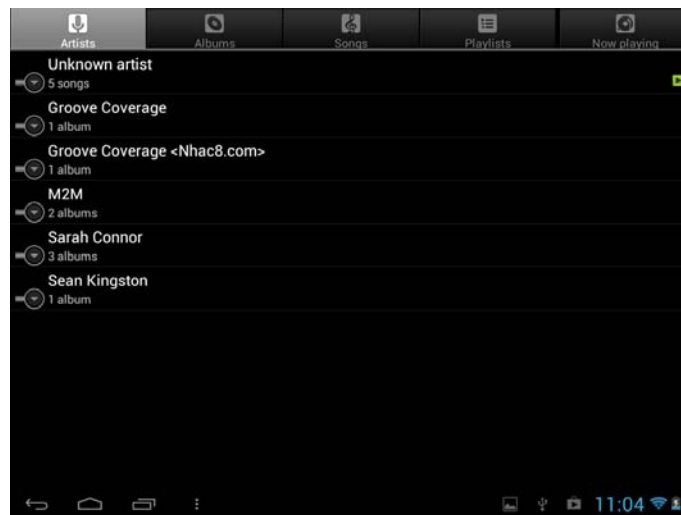 Artists
Albums
Songs
Playlists
Now playing
Unknown artist
5 songs
Groove Coverage
1 album
Groove Coverage <Nhac8.com>
1 album
M2M
2 albums
Sarah Connor
3 albums
Sean Kingston
1 album
11:04